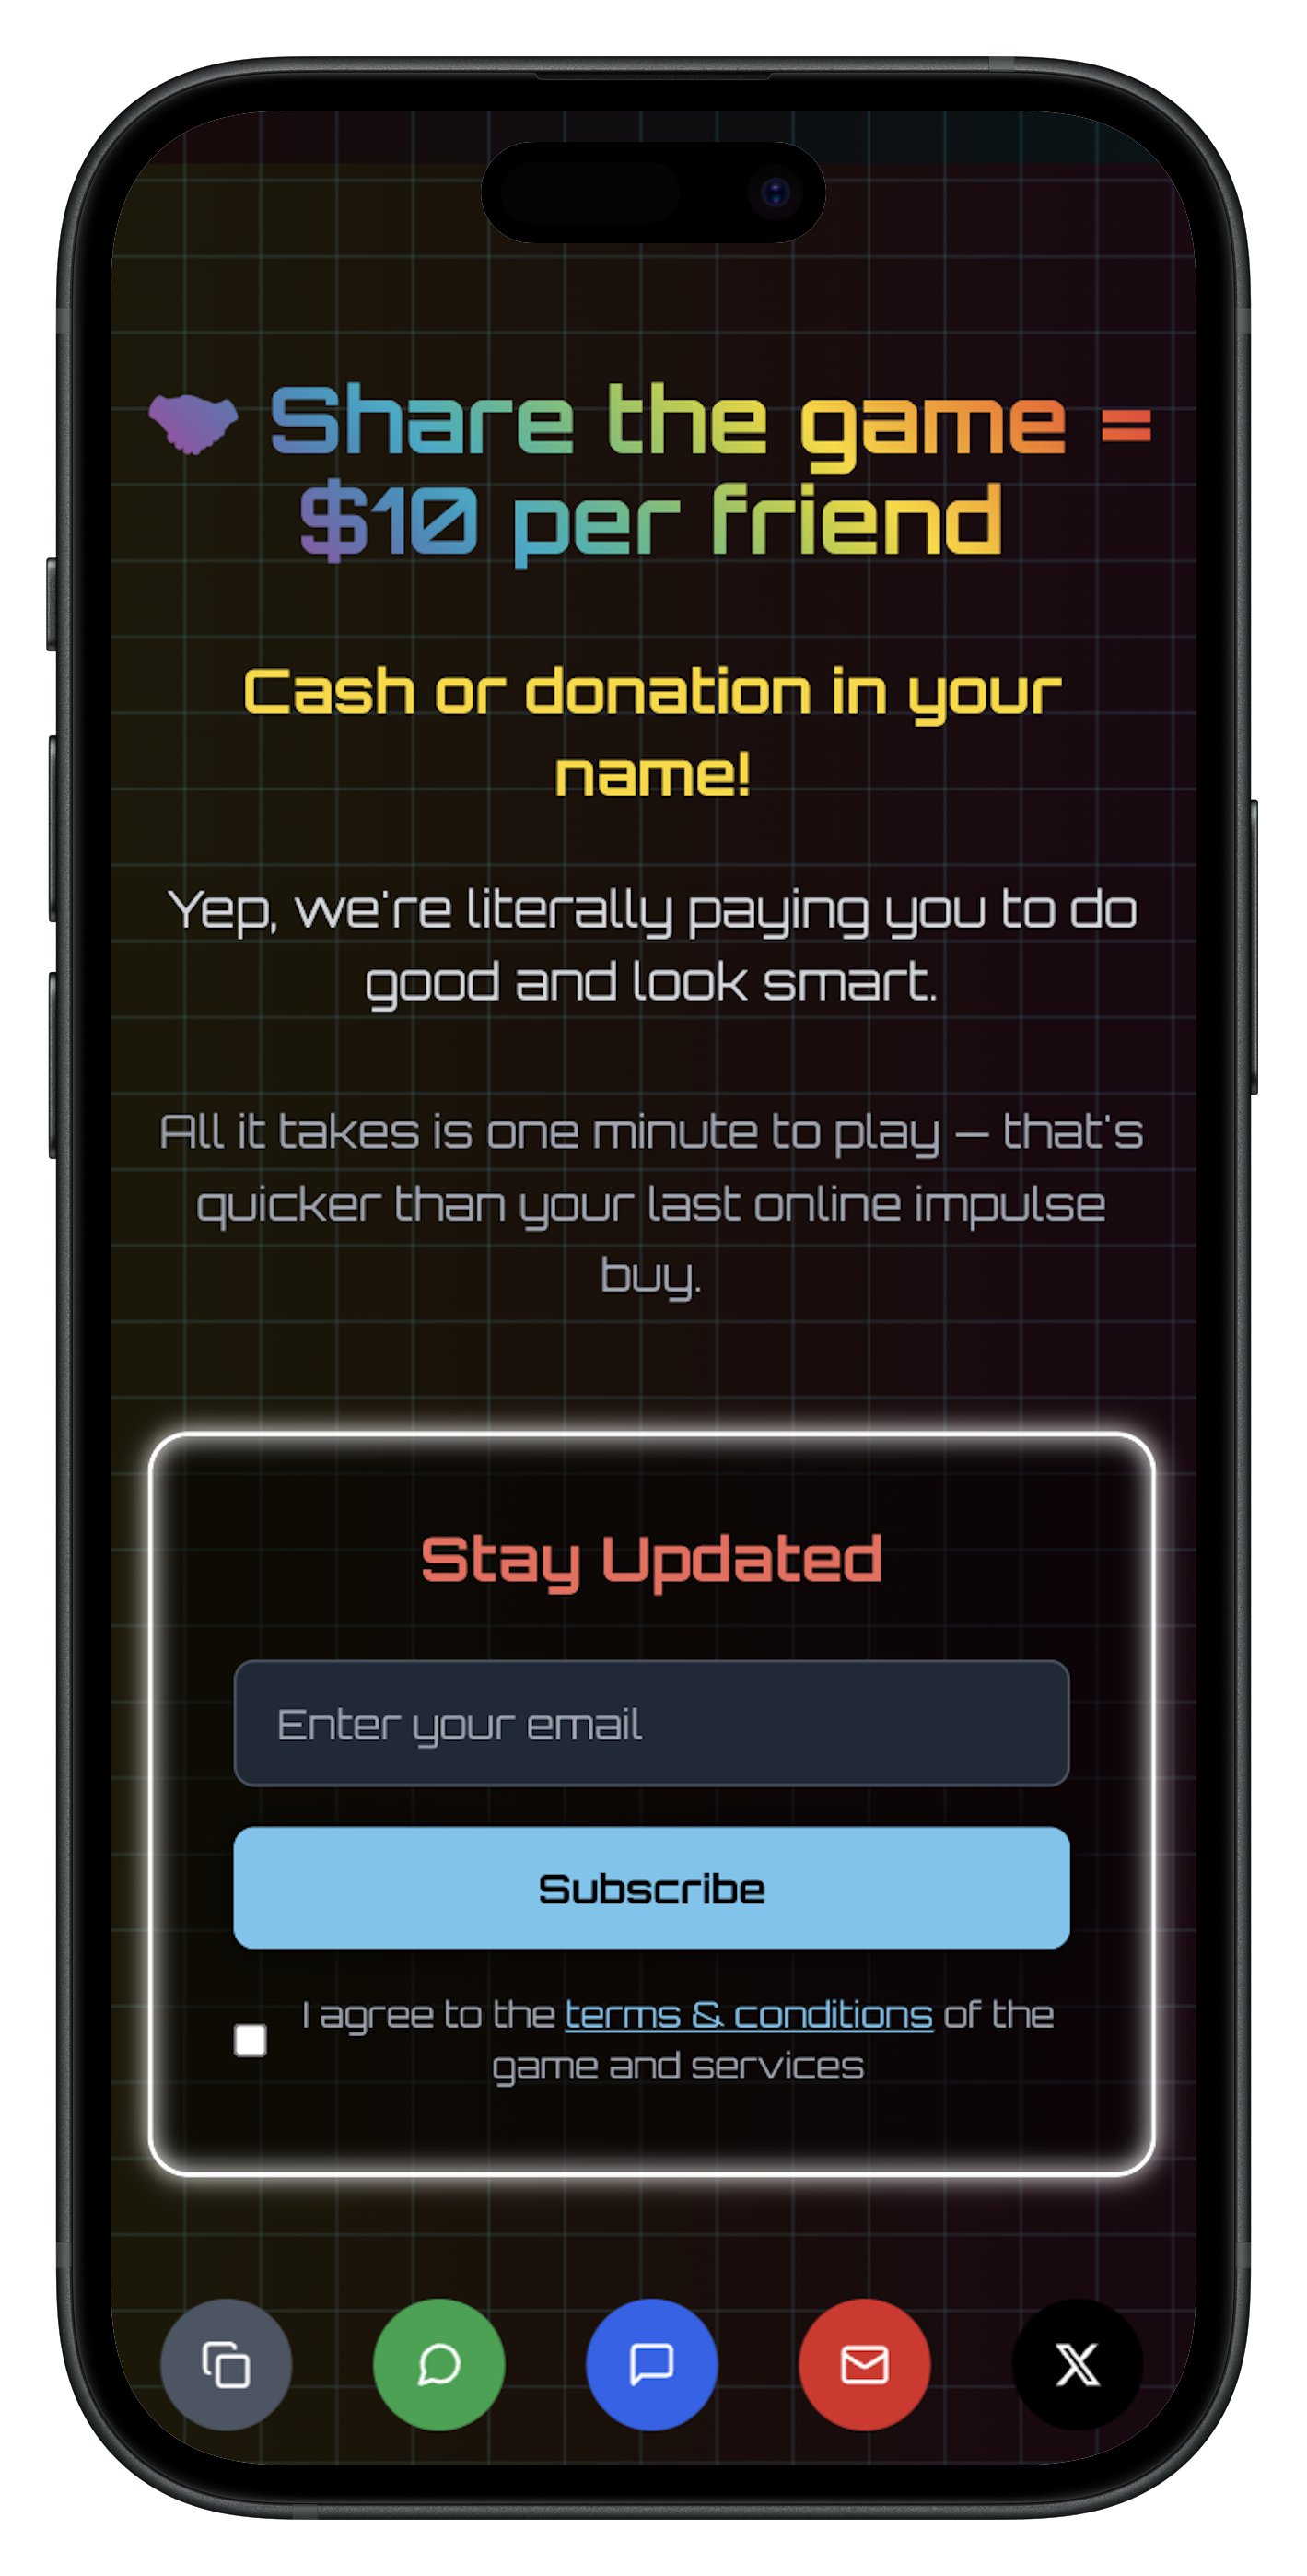 🤝 Share the game =
$10 per friend
Cash or donation in your
name!
Yep, we're literally paying you to do
good and look smart.
All it takes is one minute to play — that's
quicker than your last online impulse
buy.
Stay Updated
Enter your email
Subscribe
I agree to the terms & conditions of the
game and services